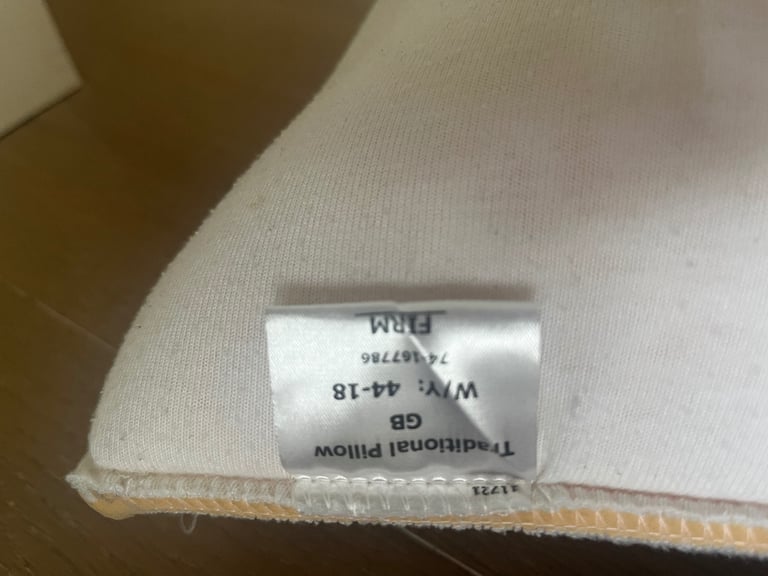 Traditional Pillow
GB
W/Y: 44-18
74-167786
FIRM